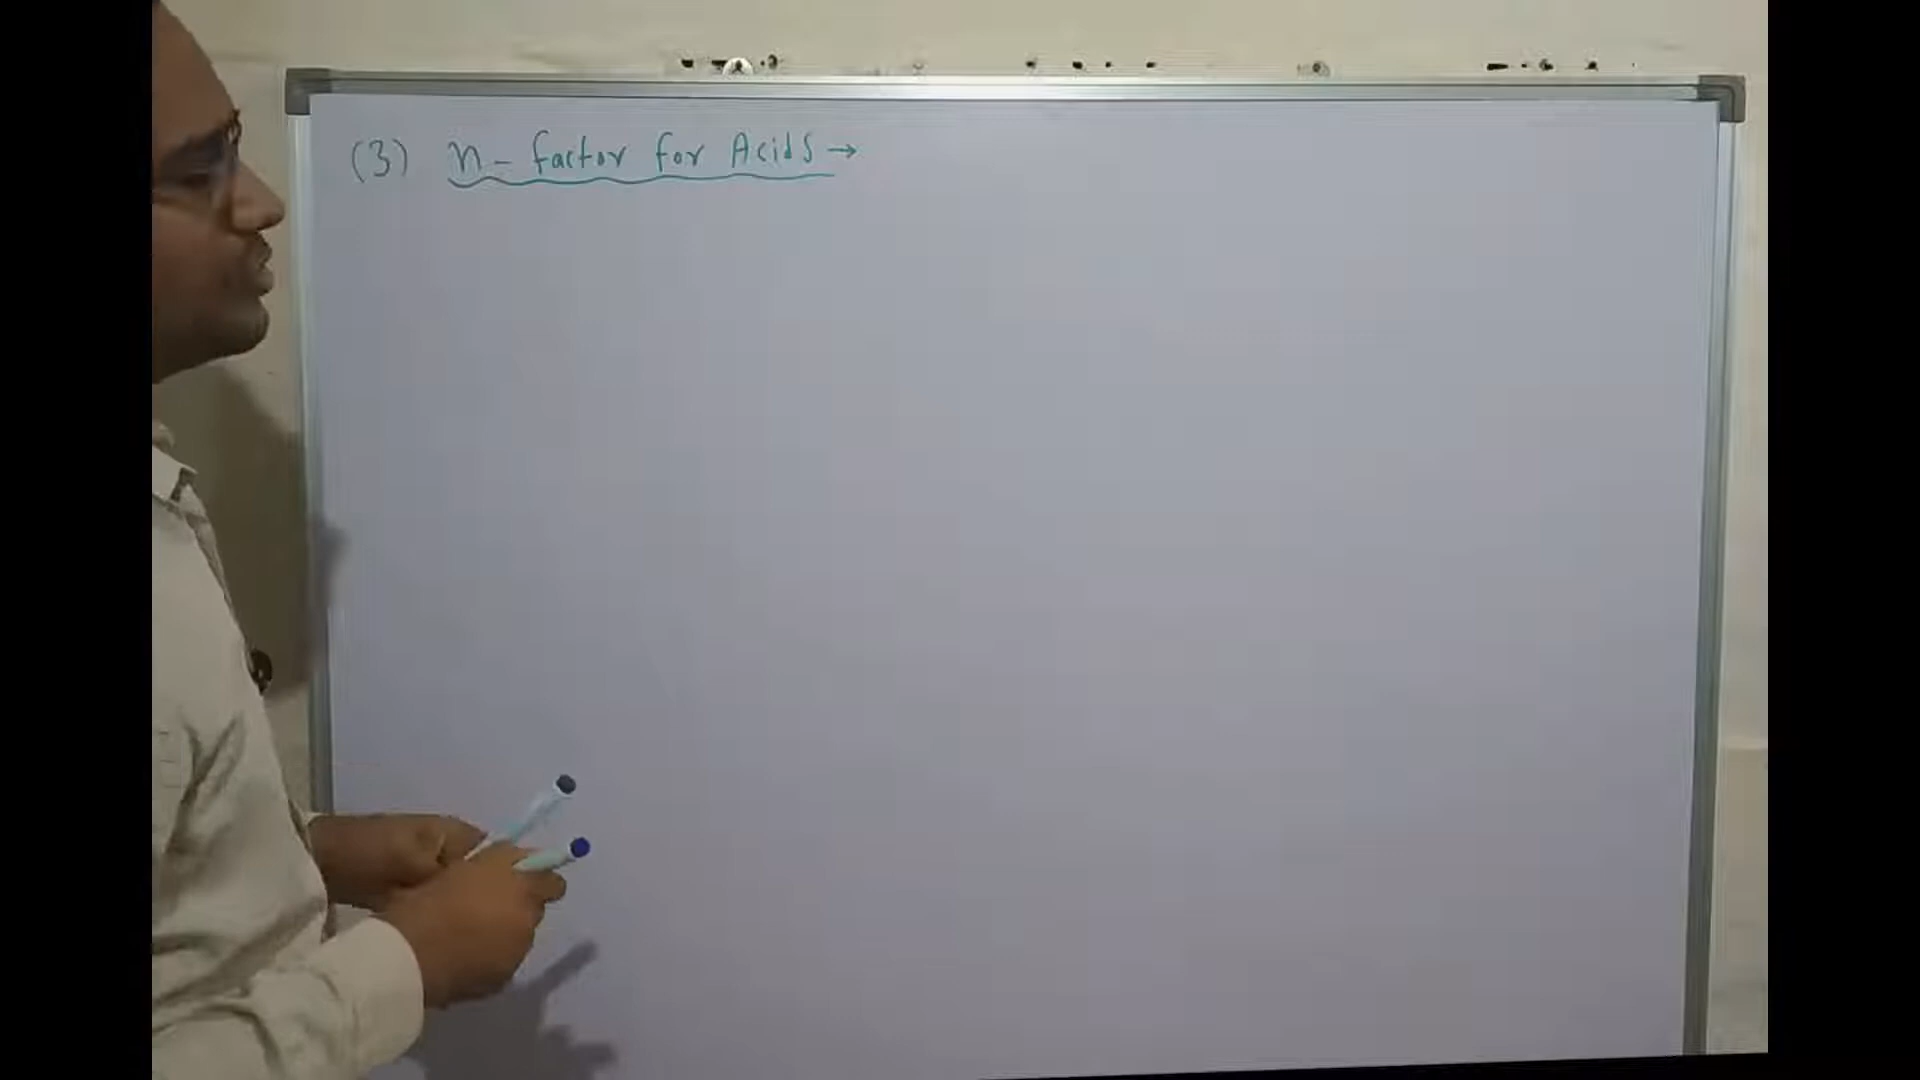 (3) n- factor for Acids →